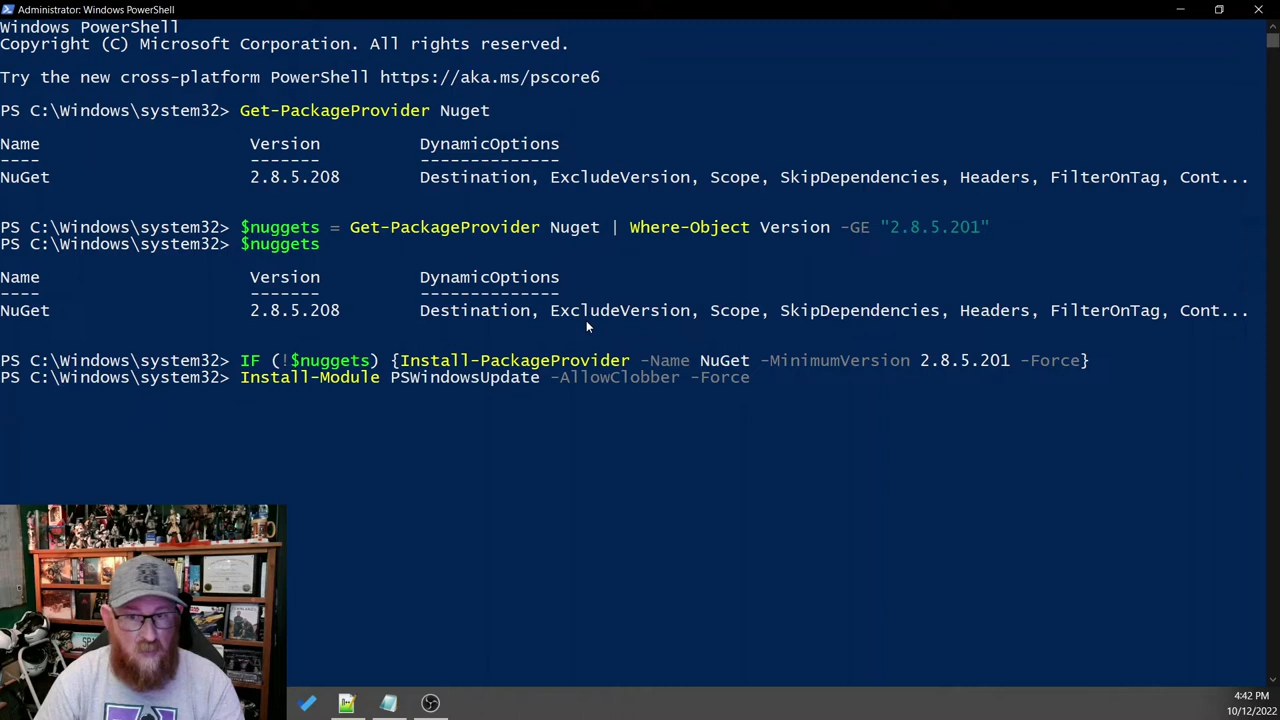 Administrator: Windows PowerShell
Windows PowerShell
Copyright (C) Microsoft Corporation. All rights reserved.
Try the new cross-platform PowerShell https://aka.ms/pscore6
PS C:\Windows\system32> Get-PackageProvider Nuget
Name Version DynamicOptions
---- ------- --------------
NuGet 2.8.5.208 Destination, ExcludeVersion, Scope, SkipDependencies, Headers, FilterOnTag, Cont...
PS C:\Windows\system32> $nuggets = Get-PackageProvider Nuget | Where-Object Version -GE "2.8.5.201"
PS C:\Windows\system32> $nuggets
Name Version DynamicOptions
---- ------- --------------
NuGet 2.8.5.208 Destination, ExcludeVersion, Scope, SkipDependencies, Headers, FilterOnTag, Cont...
PS C:\Windows\system32> IF (!$nuggets) {Install-PackageProvider -Name NuGet -MinimumVersion 2.8.5.201 -Force}
PS C:\Windows\system32> Install-Module PSWindowsUpdate -AllowClobber -Force
4:42 PM
10/12/2022